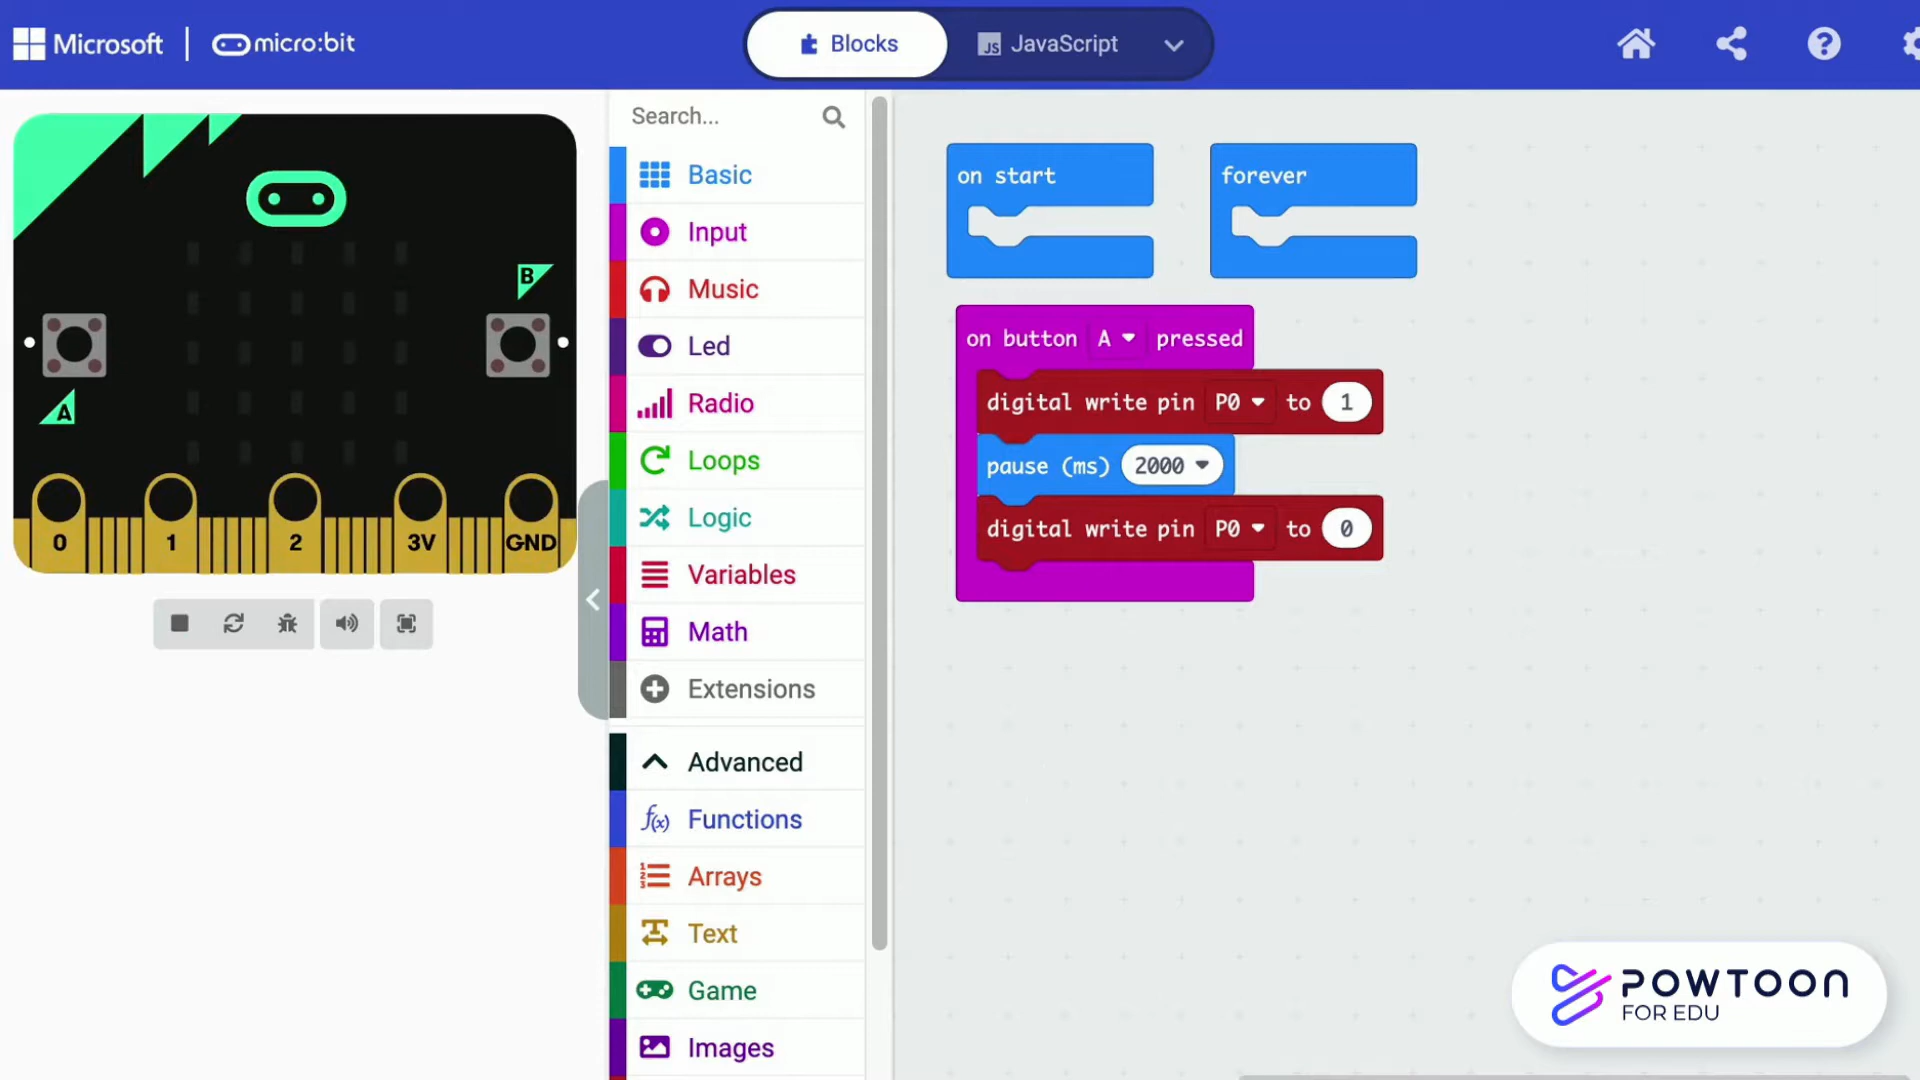 Microsoft | micro:bit
Blocks
JS JavaScript
Search...
Basic
Input
Music
Led
Radio
Loops
Logic
Variables
Math
Extensions
Advanced
f(x) Functions
Arrays
Text
Game
Images
B
A
0 1 2 3V GND
on start
forever
on button A pressed
digital write pin P0 to 1
pause (ms) 2000
digital write pin P0 to 0
POWTOON
FOR EDU